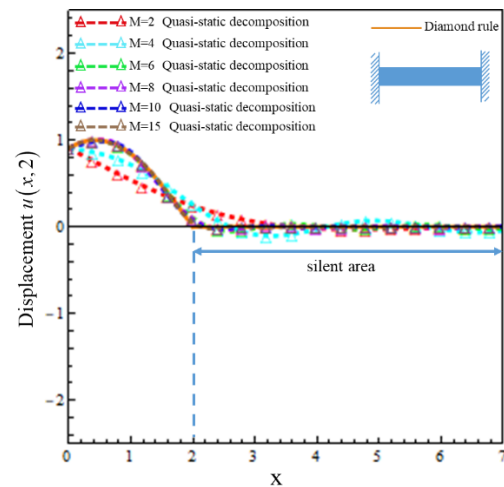 M=2 Quasi-static decomposition
M=4 Quasi-static decomposition
M=6 Quasi-static decomposition
M=8 Quasi-static decomposition
M=10 Quasi-static decomposition
M=15 Quasi-static decomposition
Diamond rule
Displacement u(x,2)
2
1
0
-1
-2
silent area
0 1 2 3 4 5 6 7
X